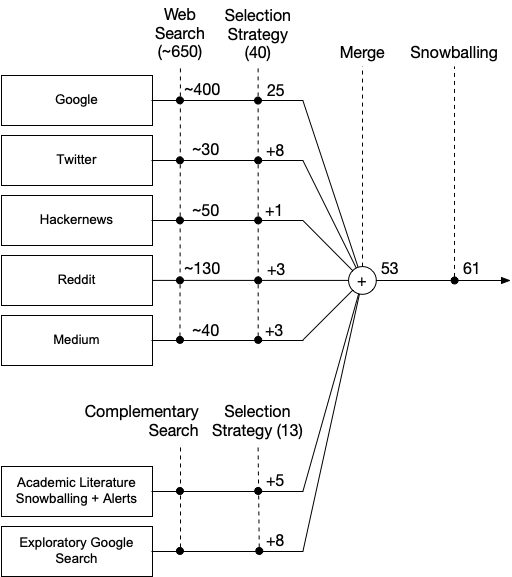 Web
Search
(~650)
Selection
Strategy
(40)
Merge
Snowballing
Google
~400
25
Twitter
~30
+8
Hackernews
~50
+1
Reddit
~130
+3
+
53
61
Medium
~40
+3
Complementary
Search
Selection
Strategy (13)
Academic Literature
Snowballing + Alerts
+5
Exploratory Google
Search
+8